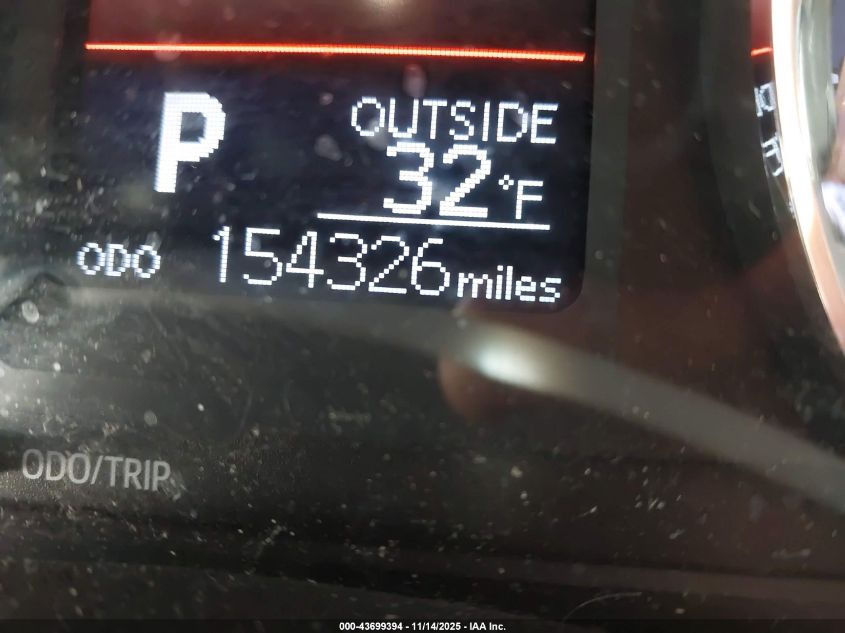 P
OUTSIDE
32°F
ODO 154326 miles
ODO/TRIP
000-43699394 - 11/14/2025 - IAA Inc.